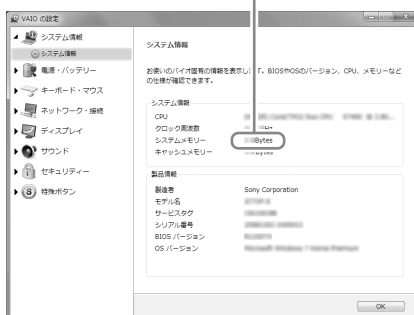 VAIO の設定
システム情報
システム情報
電源・バッテリー
キーボード・マウス
ネットワーク・接続
ディスプレイ
サウンド
セキュリティー
特殊ボタン
システム情報
お使いのバイオ固有の情報を表示します。BIOSやOSのバージョン、CPU、メモリーなど
の仕様が確認できます。
システム情報
CPU
クロック周波数 Hz
システムメモリー Bytes
キャッシュメモリー Bytes
製品情報
製造者 Sony Corporation
モデル名
サービスタグ
シリアル番号
BIOS バージョン
OS バージョン
OK